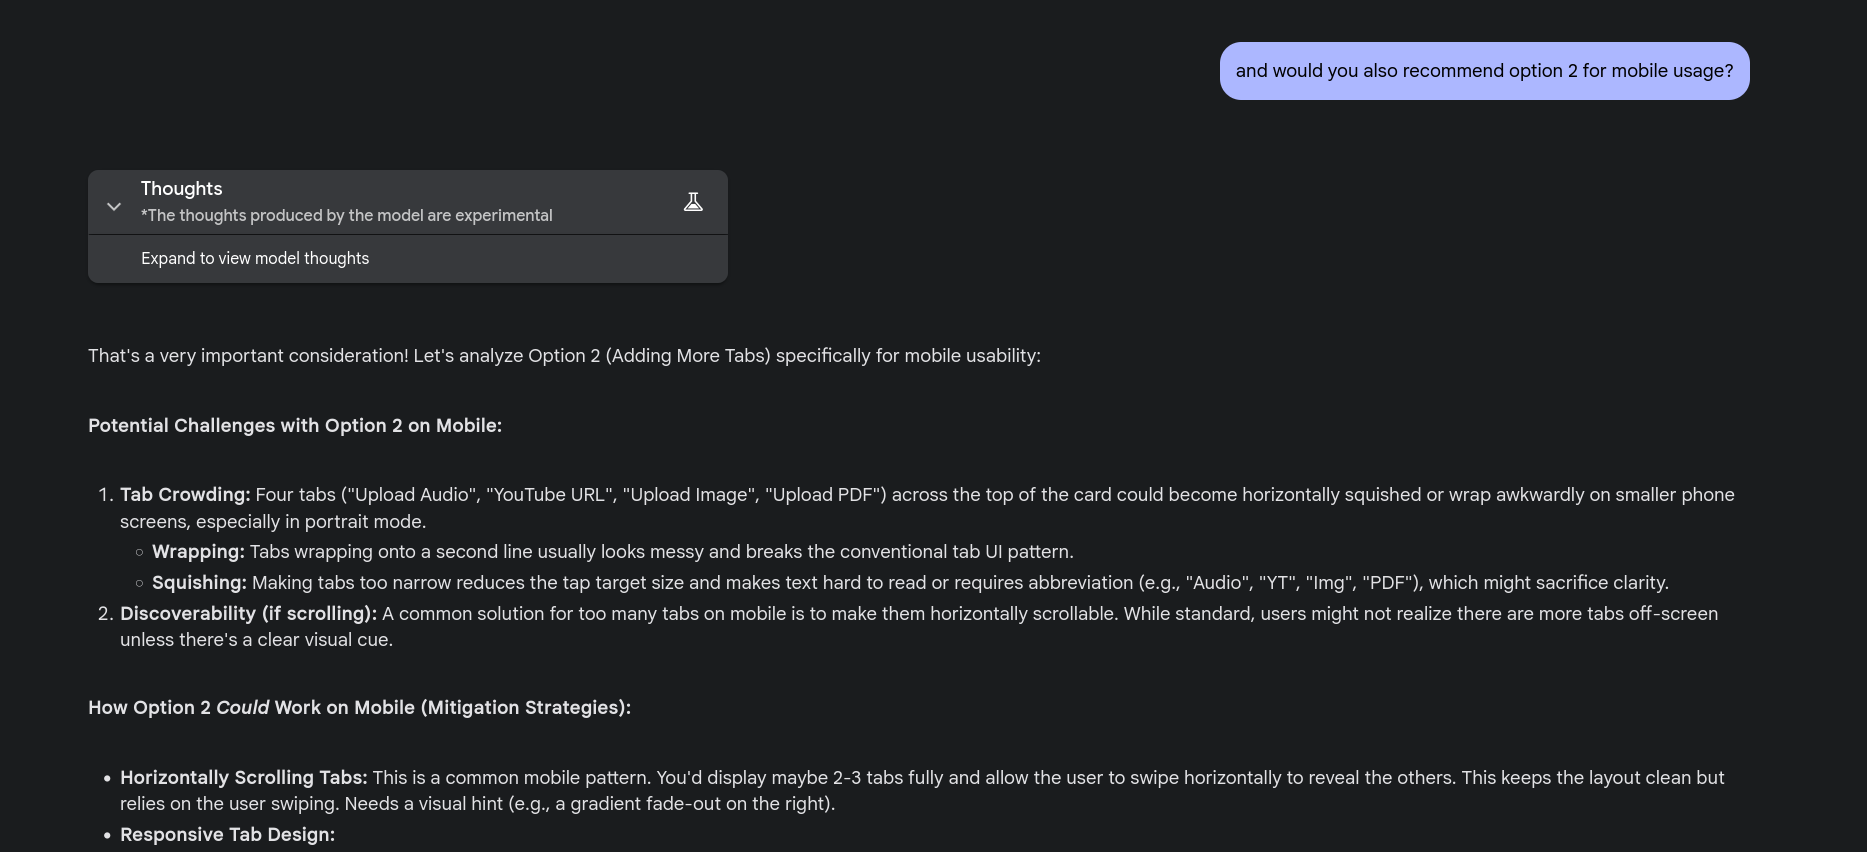 and would you also recommend option 2 for mobile usage?
Thoughts
*The thoughts produced by the model are experimental
Expand to view model thoughts
That's a very important consideration! Let's analyze Option 2 (Adding More Tabs) specifically for mobile usability:
Potential Challenges with Option 2 on Mobile:
1. Tab Crowding: Four tabs ("Upload Audio", "YouTube URL", "Upload Image", "Upload PDF") across the top of the card could become horizontally squished or wrap awkwardly on smaller phone
screens, especially in portrait mode.
○ Wrapping: Tabs wrapping onto a second line usually looks messy and breaks the conventional tab UI pattern.
○ Squishing: Making tabs too narrow reduces the tap target size and makes text hard to read or requires abbreviation (e.g., "Audio", "YT", "Img", "PDF"), which might sacrifice clarity.
2. Discoverability (if scrolling): A common solution for too many tabs on mobile is to make them horizontally scrollable. While standard, users might not realize there are more tabs off-screen
unless there's a clear visual cue.
How Option 2 Could Work on Mobile (Mitigation Strategies):
• Horizontally Scrolling Tabs: This is a common mobile pattern. You'd display maybe 2-3 tabs fully and allow the user to swipe horizontally to reveal the others. This keeps the layout clean but
relies on the user swiping. Needs a visual hint (e.g., a gradient fade-out on the right).
• Responsive Tab Design: